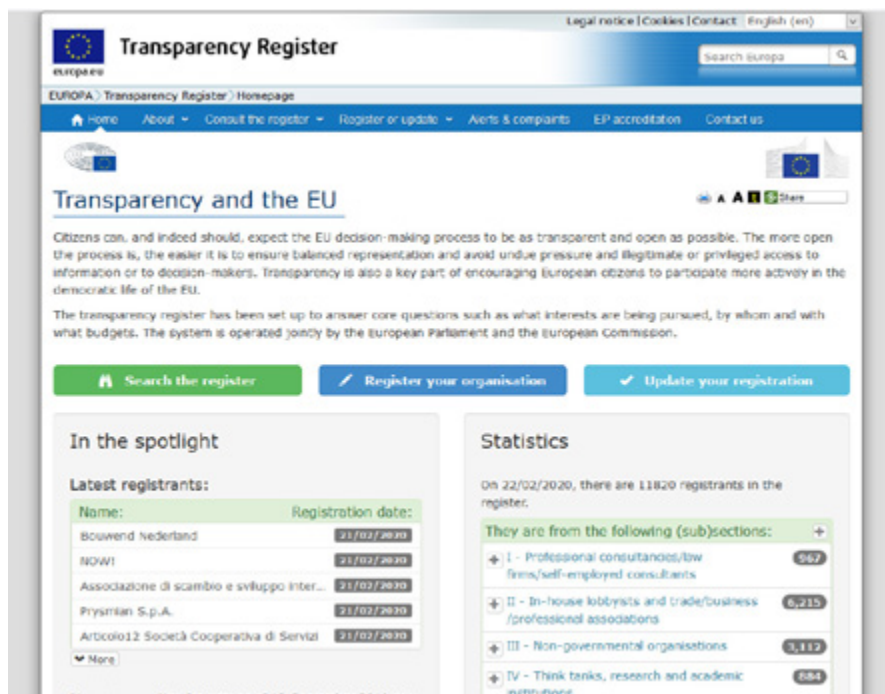 Legal notice | Cookies | Contact English (en)
Transparency Register
europa.eu
Search Europa
EUROPA > Transparency Register > Homepage
Home About Consult the register Register or update Alerts & complaints EP accreditation Contact us
Transparency and the EU
A A Share
Citizens can, and indeed should, expect the EU decision-making process to be as transparent and open as possible. The more open
the process is, the easier it is to ensure balanced representation and avoid undue pressure and illegitimate or privileged access to
information or to decision-makers. Transparency is also a key part of encouraging European citizens to participate more actively in the
democratic life of the EU.
The transparency register has been set up to answer core questions such as what interests are being pursued, by whom and with
what budgets. The system is operated jointly by the European Parliament and the European Commission.
Search the register
Register your organisation
Update your registration
In the spotlight
Latest registrants:
Name: Registration date:
Bouwend Nederland 21/02/2020
NOW! 21/02/2020
Associazione di scambio e sviluppo inter... 21/02/2020
Prysmian S.p.A. 21/02/2020
Articolo12 Società Cooperativa di Servizi 21/02/2020
More
Statistics
On 22/02/2020, there are 11820 registrants in the
register.
They are from the following (sub)sections: +
+ I - Professional consultancies/law 967
firms/self-employed consultants
+ II - In-house lobbyists and trade/business 6,215
/professional associations
+ III - Non-governmental organisations 3,112
+ IV - Think tanks, research and academic 884
institutions